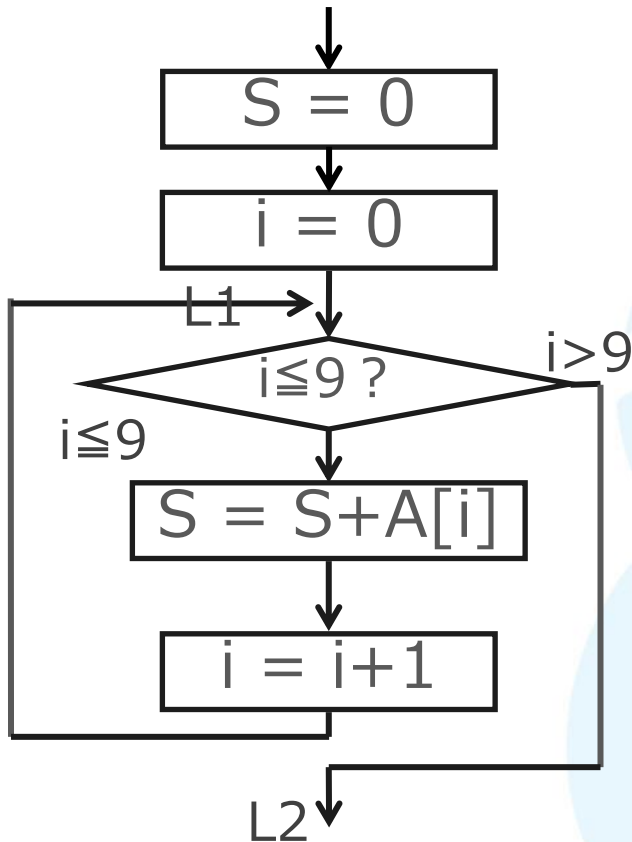 S = 0
i = 0
L1
i≦9 ?
i>9
i≦9
S = S+A[i]
i = i+1
L2